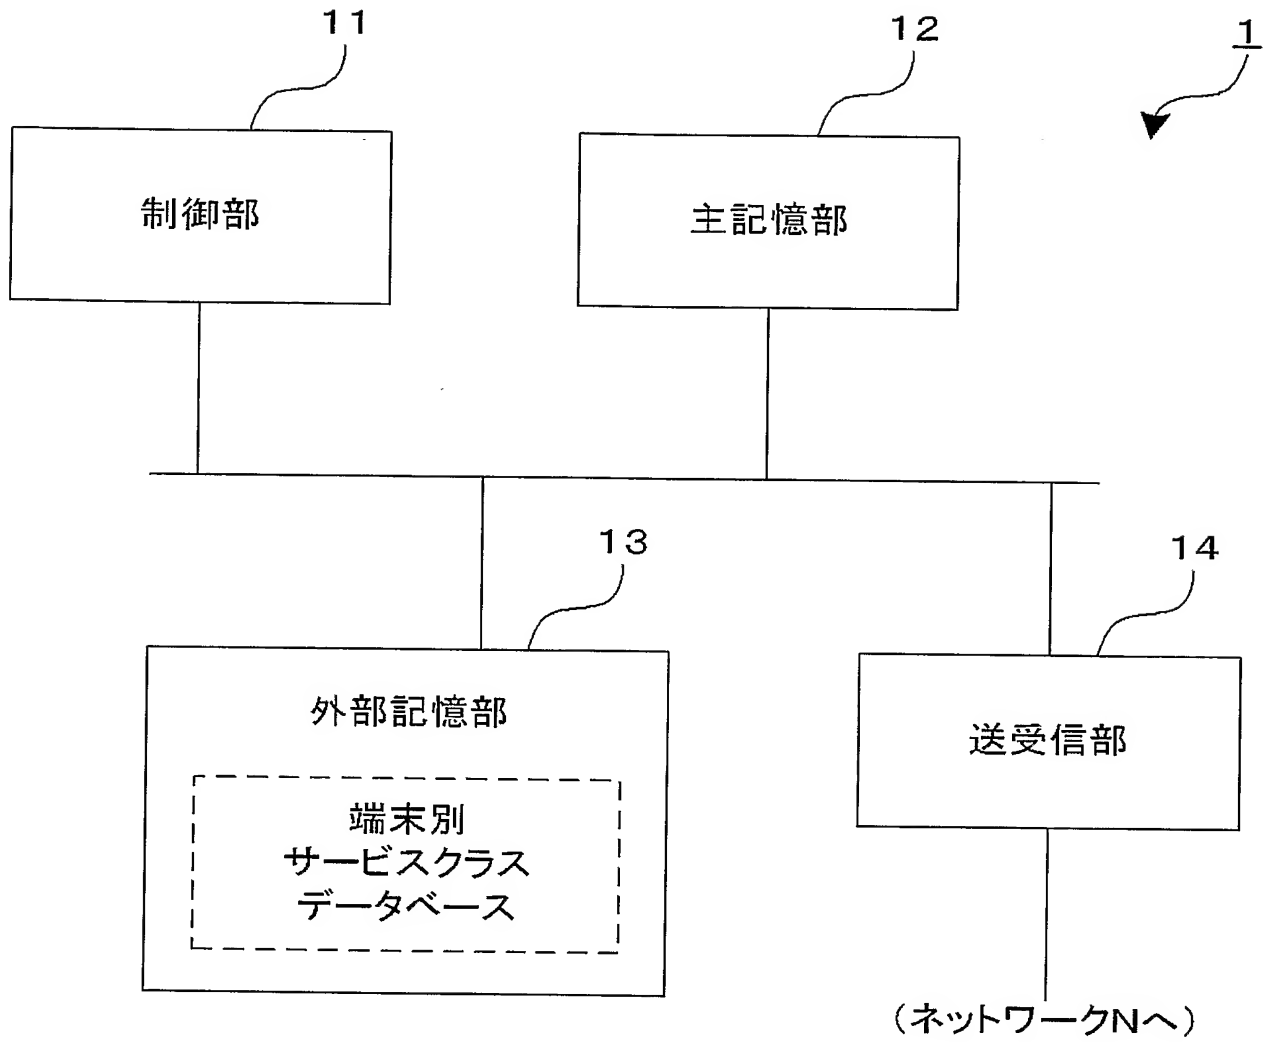 11
12
1
制御部
主記憶部
13
14
外部記憶部
送受信部
端末別
サービスクラス
データベース
(ネットワークNへ)